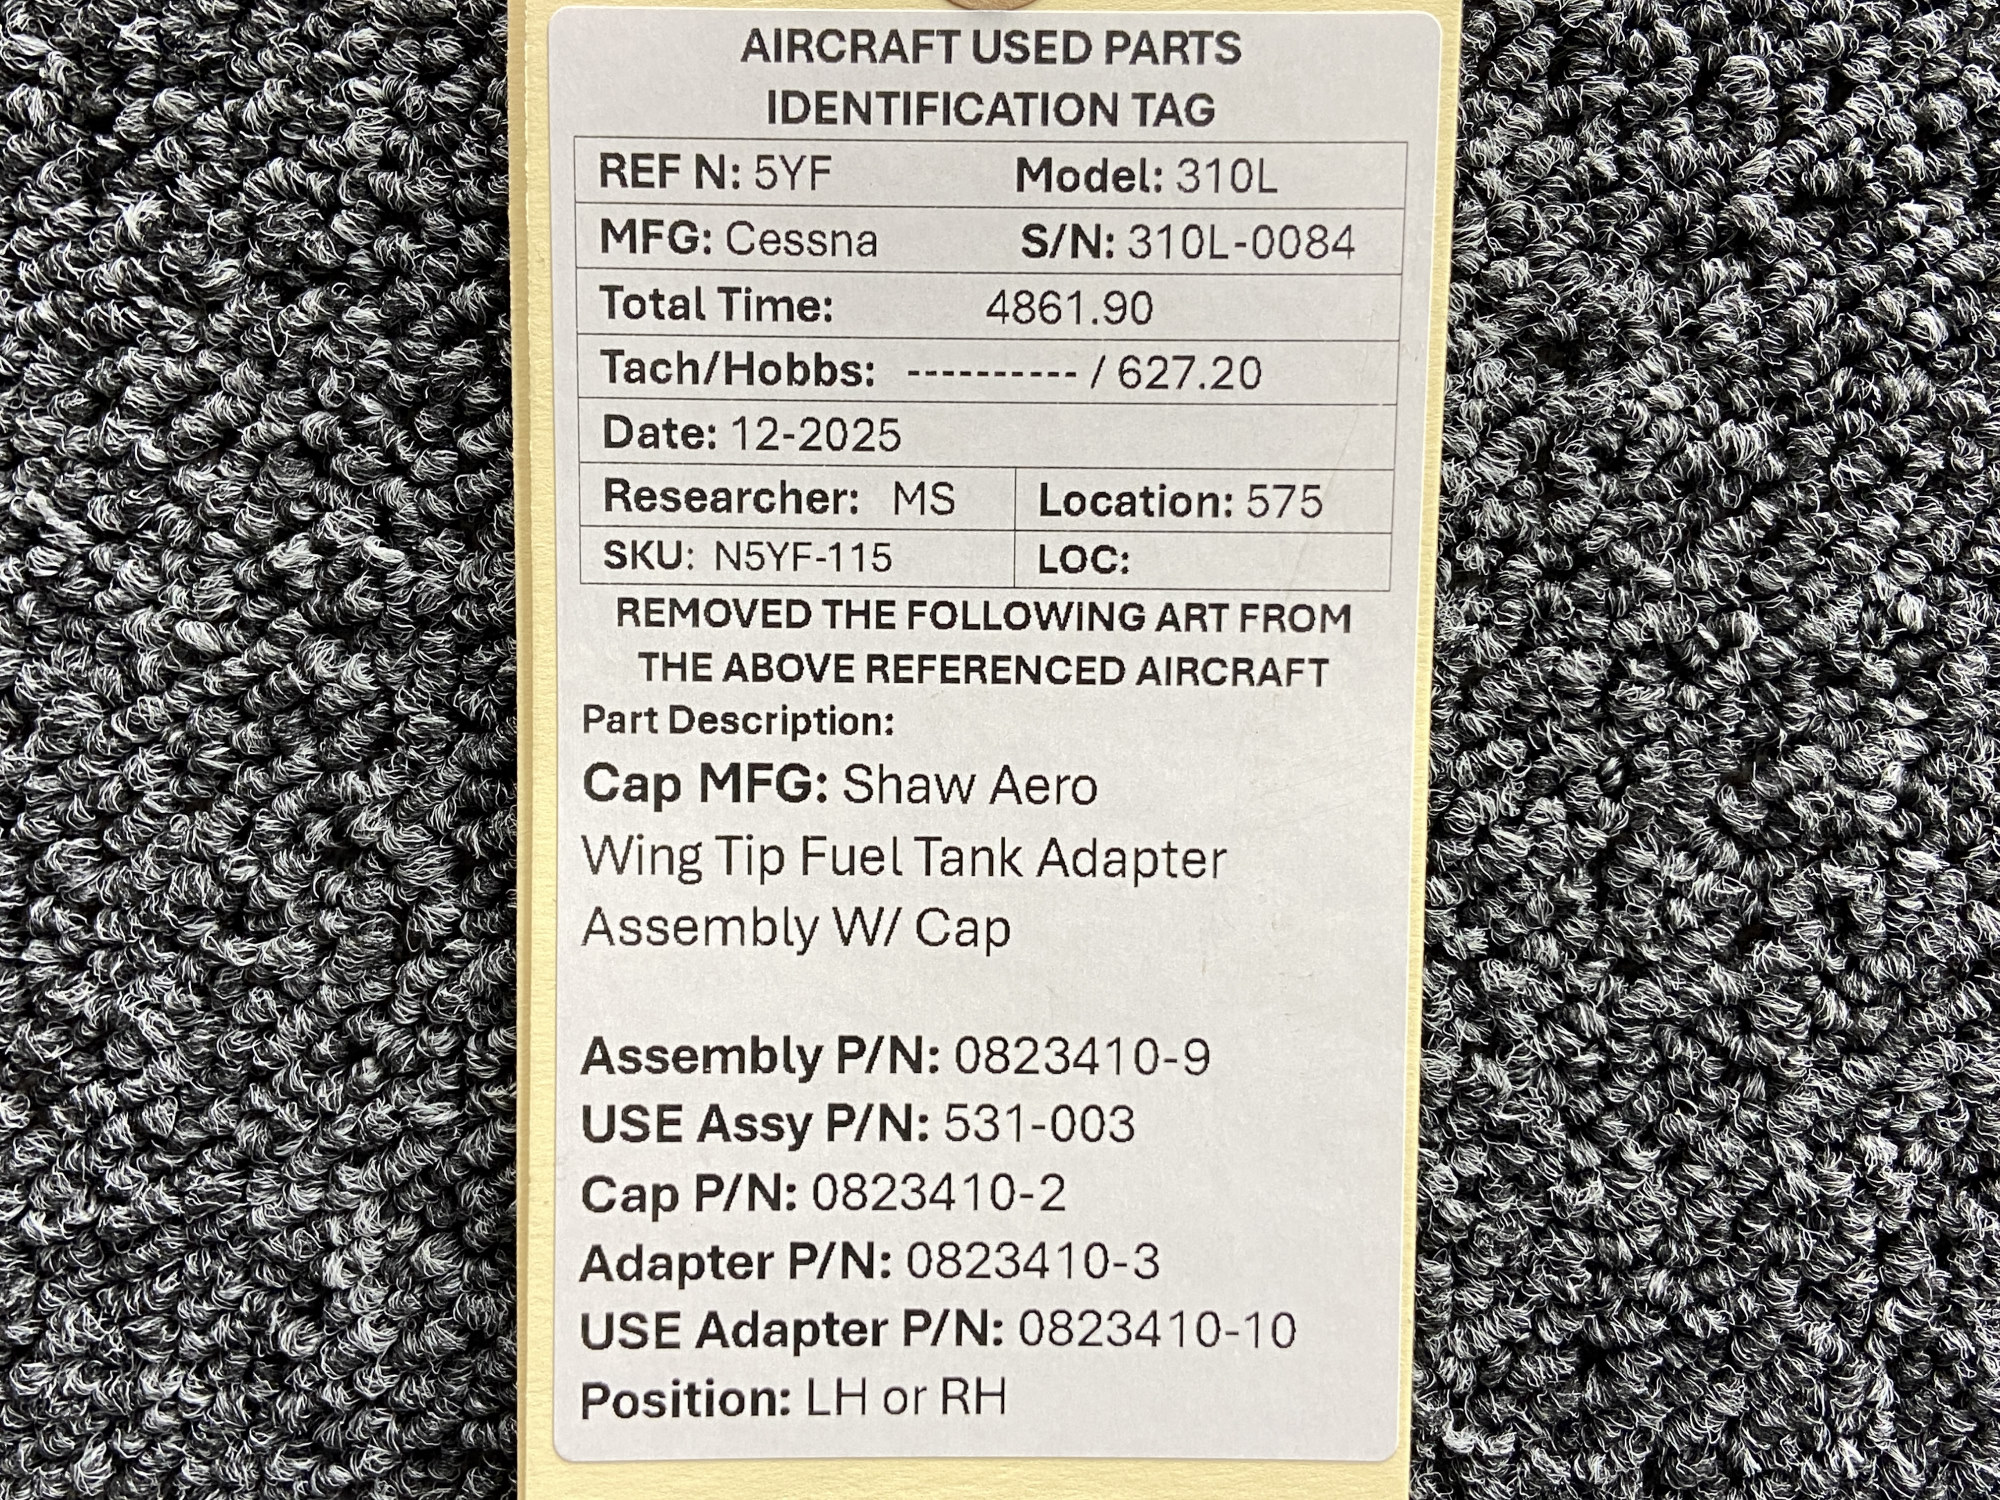 AIRCRAFT USED PARTS
IDENTIFICATION TAG
REF N: 5YF Model: 310L
MFG: Cessna S/N: 310L-0084
Total Time: 4861.90
Tach/Hobbs: ---------- / 627.20
Date: 12-2025
Researcher: MS Location: 575
SKU: N5YF-115 LOC:
REMOVED THE FOLLOWING ART FROM
THE ABOVE REFERENCED AIRCRAFT
Part Description:
Cap MFG: Shaw Aero
Wing Tip Fuel Tank Adapter
Assembly W/ Cap
Assembly P/N: 0823410-9
USE Assy P/N: 531-003
Cap P/N: 0823410-2
Adapter P/N: 0823410-3
USE Adapter P/N: 0823410-10
Position: LH or RH